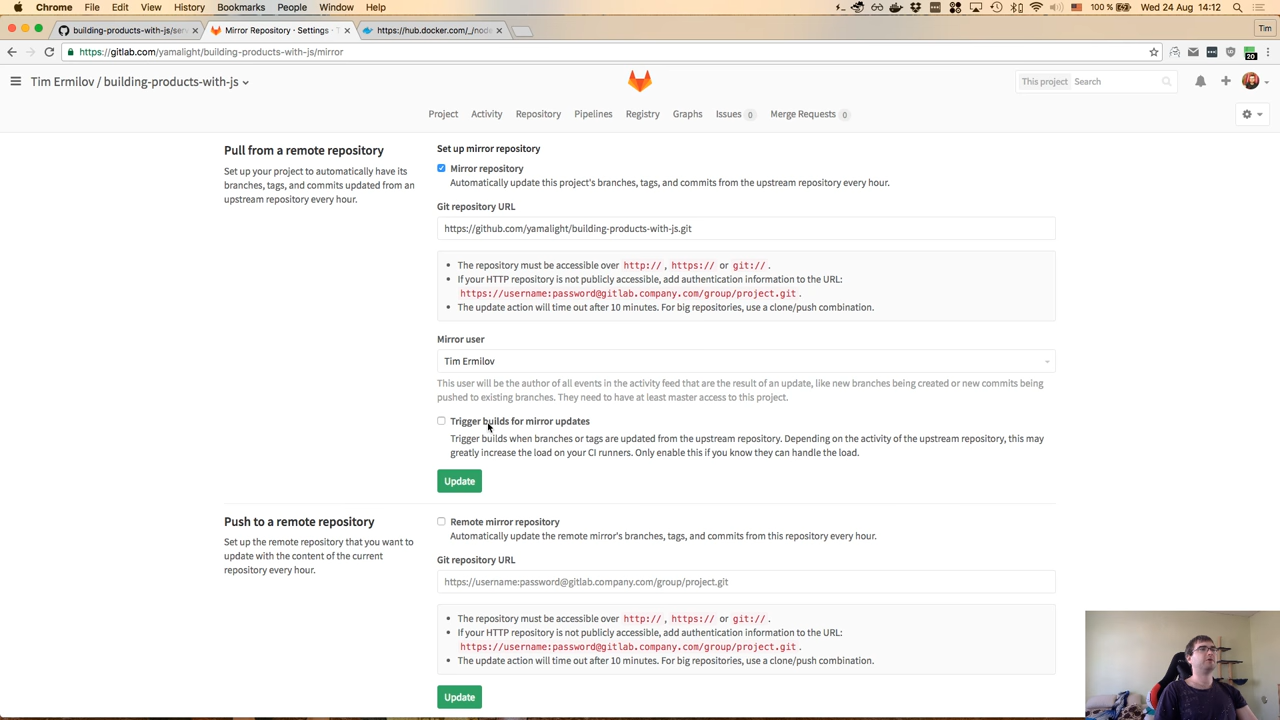 Chrome File Edit View History Bookmarks People Window Help 100 % Wed 24 Aug 14:12
building-products-with-js/ser Mirror Repository · Settings · T https://hub.docker.com/_/node Tim
https://gitlab.com/yamalight/building-products-with-js/mirror 20
Tim Ermilov / building-products-with-js This project Search
Project Activity Repository Pipelines Registry Graphs Issues 0 Merge Requests 0
Pull from a remote repository
Set up your project to automatically have its
branches, tags, and commits updated from an
upstream repository every hour.
Set up mirror repository
Mirror repository
Automatically update this project's branches, tags, and commits from the upstream repository every hour.
Git repository URL
https://github.com/yamalight/building-products-with-js.git
• The repository must be accessible over http://, https:// or git://.
• If your HTTP repository is not publicly accessible, add authentication information to the URL:
https://username:password@gitlab.company.com/group/project.git.
• The update action will time out after 10 minutes. For big repositories, use a clone/push combination.
Mirror user
Tim Ermilov
This user will be the author of all events in the activity feed that are the result of an update, like new branches being created or new commits being
pushed to existing branches. They need to have at least master access to this project.
Trigger builds for mirror updates
Trigger builds when branches or tags are updated from the upstream repository. Depending on the activity of the upstream repository, this may
greatly increase the load on your CI runners. Only enable this if you know they can handle the load.
Update
Push to a remote repository
Set up the remote repository that you want to
update with the content of the current
repository every hour.
Remote mirror repository
Automatically update the remote mirror's branches, tags, and commits from this repository every hour.
Git repository URL
https://username:password@gitlab.company.com/group/project.git
• The repository must be accessible over http://, https:// or git://.
• If your HTTP repository is not publicly accessible, add authentication information to the URL:
https://username:password@gitlab.company.com/group/project.git.
• The update action will time out after 10 minutes. For big repositories, use a clone/push combination.
Update